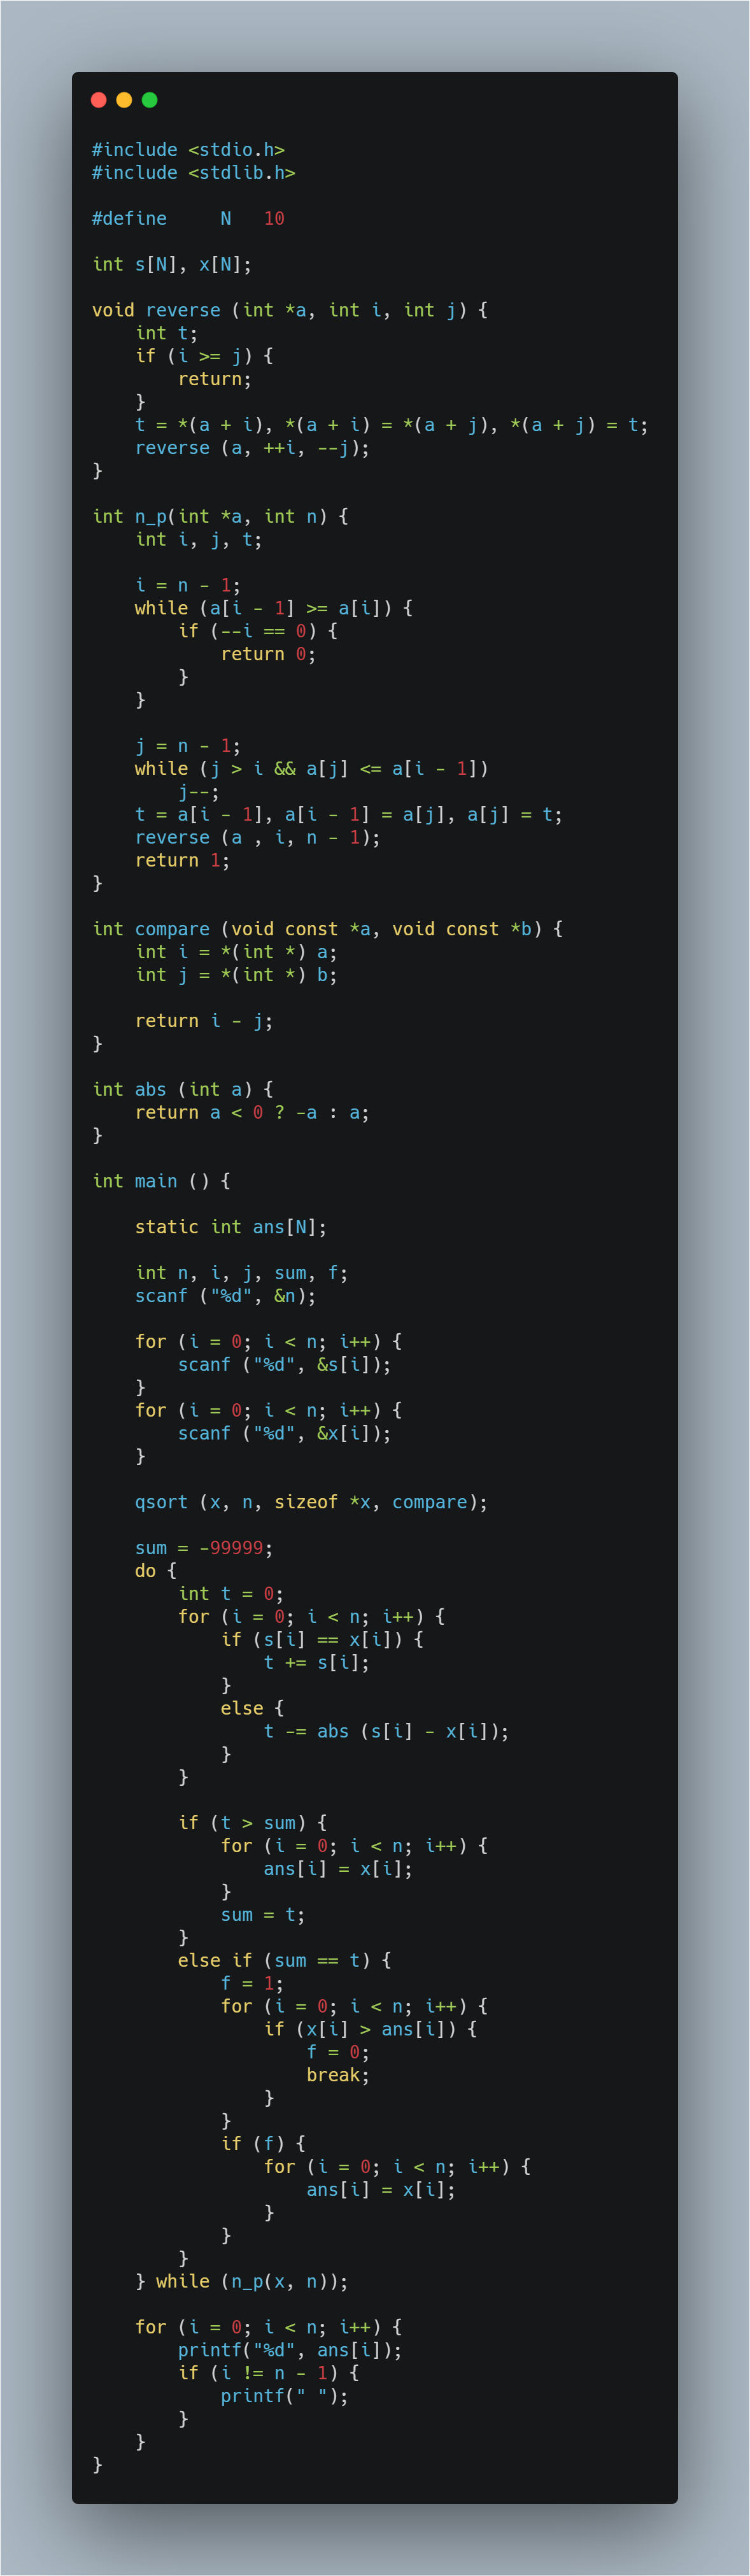 #include <stdio.h>
#include <stdlib.h>

#define     N   10

int s[N], x[N];

void reverse (int *a, int i, int j) {
    int t;
    if (i >= j) {
        return;
    }
    t = *(a + i), *(a + i) = *(a + j), *(a + j) = t;
    reverse (a, ++i, --j);
}

int n_p(int *a, int n) {
    int i, j, t;

    i = n - 1;
    while (a[i - 1] >= a[i]) {
        if (--i == 0) {
            return 0;
        }
    }

    j = n - 1;
    while (j > i && a[j] <= a[i - 1])
        j--;
    t = a[i - 1], a[i - 1] = a[j], a[j] = t;
    reverse (a , i, n - 1);
    return 1;
}

int compare (void const *a, void const *b) {
    int i = *(int *) a;
    int j = *(int *) b;

    return i - j;
}

int abs (int a) {
    return a < 0 ? -a : a;
}

int main () {

    static int ans[N];

    int n, i, j, sum, f;
    scanf ("%d", &n);

    for (i = 0; i < n; i++) {
        scanf ("%d", &s[i]);
    }
    for (i = 0; i < n; i++) {
        scanf ("%d", &x[i]);
    }

    qsort (x, n, sizeof *x, compare);

    sum = -99999;
    do {
        int t = 0;
        for (i = 0; i < n; i++) {
            if (s[i] == x[i]) {
                t += s[i];
            }
            else {
                t -= abs (s[i] - x[i]);
            }
        }

        if (t > sum) {
            for (i = 0; i < n; i++) {
                ans[i] = x[i];
            }
            sum = t;
        }
        else if (sum == t) {
            f = 1;
            for (i = 0; i < n; i++) {
                if (x[i] > ans[i]) {
                    f = 0;
                    break;
                }
            }
            if (f) {
                for (i = 0; i < n; i++) {
                    ans[i] = x[i];
                }
            }
        }
    } while (n_p(x, n));

    for (i = 0; i < n; i++) {
        printf("%d", ans[i]);
        if (i != n - 1) {
            printf(" ");
        }
    }
}